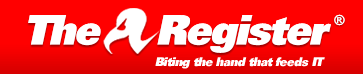 The Register®
Biting the hand that feeds IT